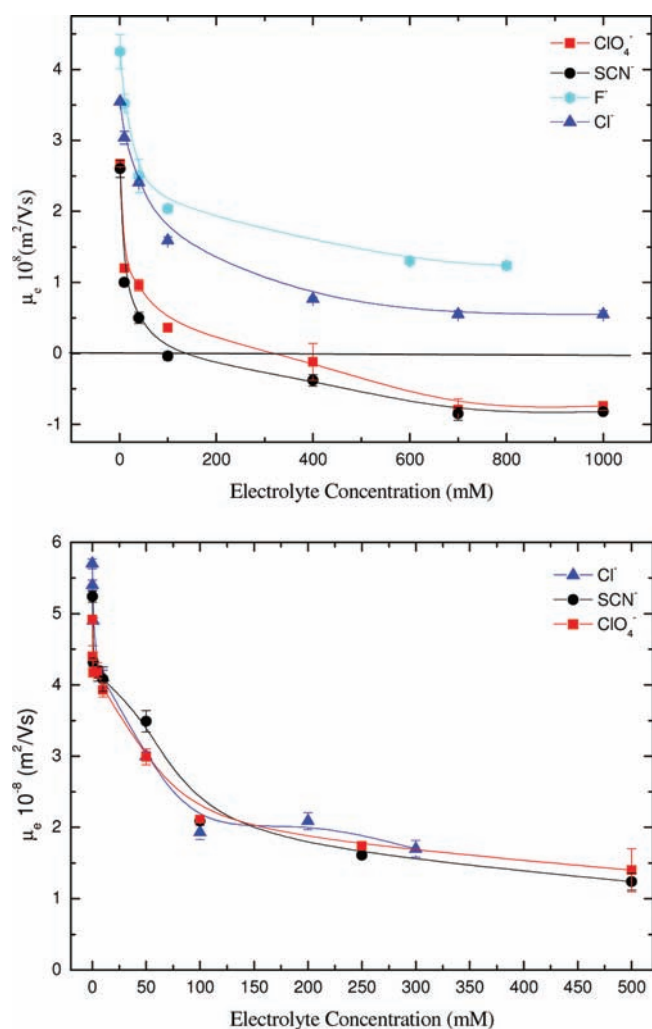 4
3
2
1
0
-1
μₑ 10⁸(m²/Vs)
ClO₄⁻
SCN⁻
F⁻
Cl⁻
0 200 400 600 800 1000
Electrolyte Concentration (mM)
6
5
4
3
2
1
0
μₑ 10⁻⁸ (m²/Vs)
Cl⁻
SCN⁻
ClO₄⁻
0 50 100 150 200 250 300 350 400 450 500
Electrolyte Concentration (mM)